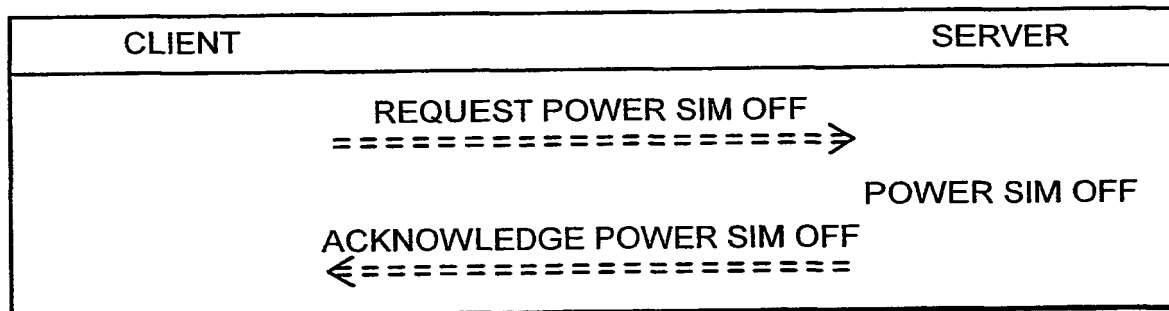 CLIENT SERVER
REQUEST POWER SIM OFF
POWER SIM OFF
ACKNOWLEDGE POWER SIM OFF